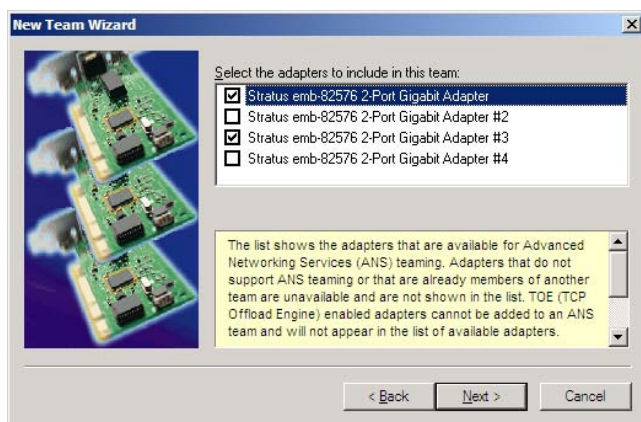 New Team Wizard
Select the adapters to include in this team:
Stratus emb-82576 2-Port Gigabit Adapter
Stratus emb-82576 2-Port Gigabit Adapter #2
Stratus emb-82576 2-Port Gigabit Adapter #3
Stratus emb-82576 2-Port Gigabit Adapter #4
The list shows the adapters that are available for Advanced
Networking Services (ANS) teaming. Adapters that do not
support ANS teaming or that are already members of another
team are unavailable and are not shown in the list. TOE (TCP
Offload Engine) enabled adapters cannot be added to an ANS
team and will not appear in the list of available adapters.
< Back
Next >
Cancel